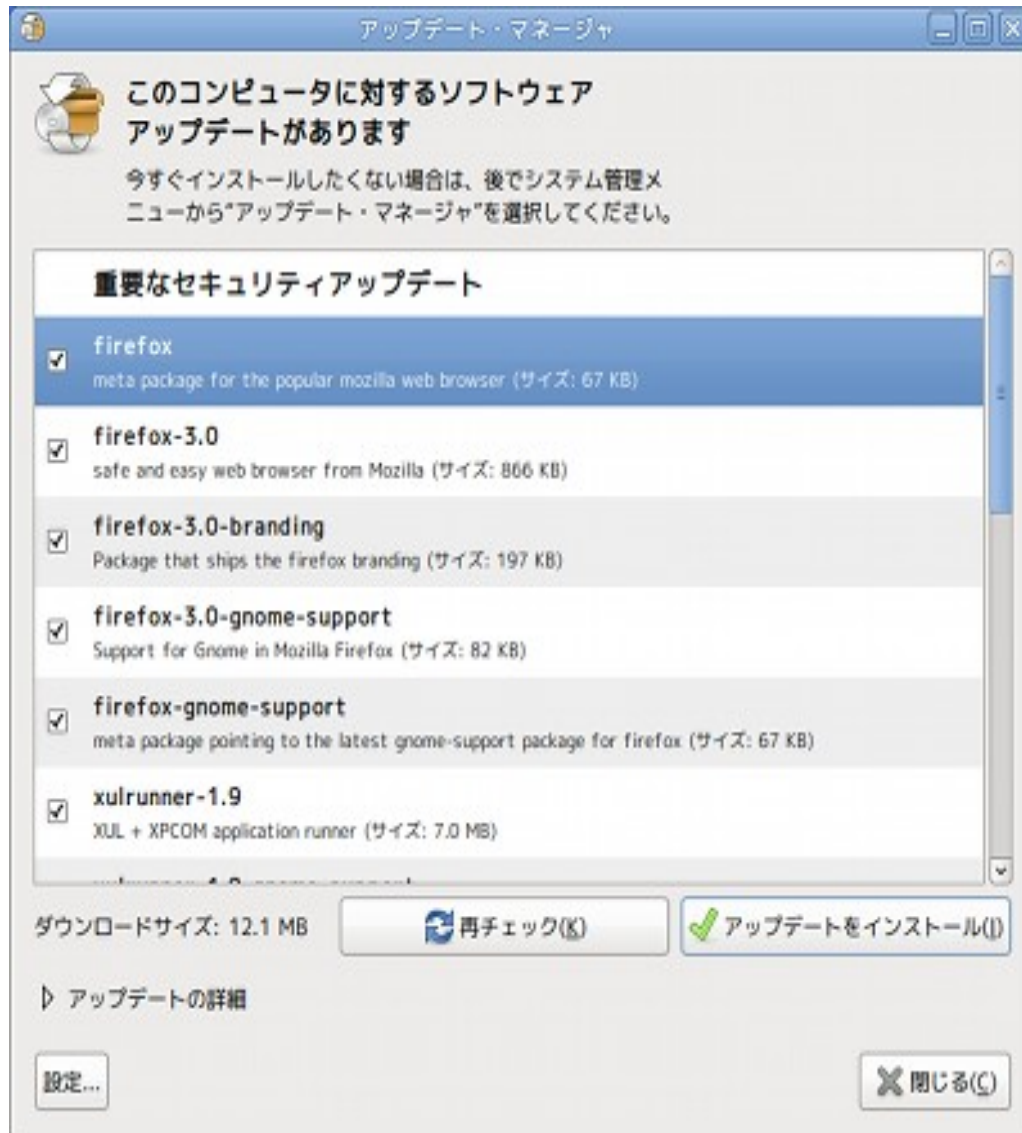 アップデート・マネージャ
このコンピュータに対するソフトウェア
アップデートがあります
今すぐインストールしたくない場合は、後でシステム管理メ
ニューから“アップデート・マネージャ”を選択してください。
重要なセキュリティアップデート
firefox
meta package for the popular mozilla web browser (サイズ: 67 KB)
firefox-3.0
safe and easy web browser from Mozilla (サイズ: 866 KB)
firefox-3.0-branding
Package that ships the firefox branding (サイズ: 197 KB)
firefox-3.0-gnome-support
Support for Gnome in Mozilla Firefox (サイズ: 82 KB)
firefox-gnome-support
meta package pointing to the latest gnome-support package for firefox (サイズ: 67 KB)
xulrunner-1.9
XUL + XPCOM application runner (サイズ: 7.0 MB)
ダウンロードサイズ: 12.1 MB
再チェック(K)
アップデートをインストール(I)
アップデートの詳細
設定...
閉じる(C)